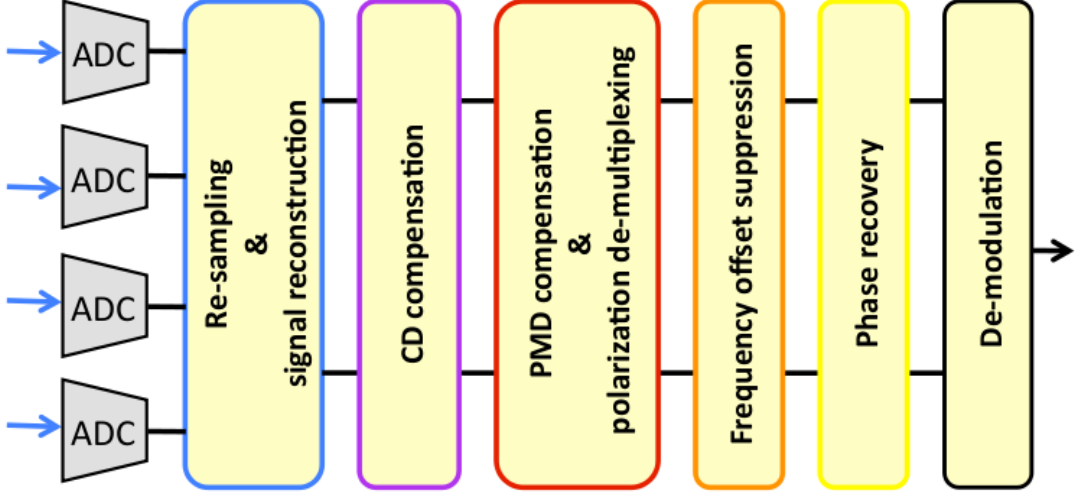 ADC
ADC
ADC
ADC
Re-sampling
&
signal reconstruction
CD compensation
PMD compensation
&
polarization de-multiplexing
Frequency offset suppression
Phase recovery
De-modulation